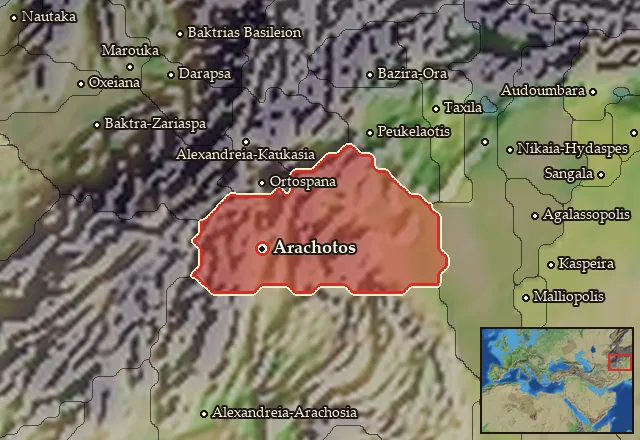 Nautaka
Baktrias Basileion
Marouka
Oxeiana
Darapsa
Bazira-Ora
Audoumbara
Taxila
Baktra-Zariaspa
Peukelaotis
Alexandreia-Kaukasia
Nikaia-Hydaspes
Sangala
Ortospana
Agalassopolis
Arachotos
Kaspeira
Malliopolis
Alexandreia-Arachosia